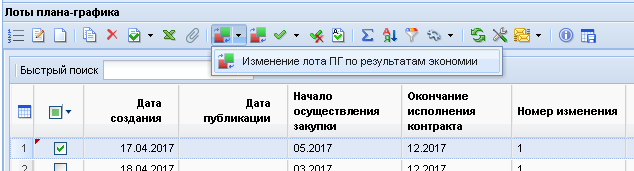 Лоты плана-графика
Изменение лота ПГ по результатам экономии
Быстрый поиск
Дата создания
Дата публикации
Начало осуществления закупки
Окончание исполнения контракта
Номер изменения
1 17.04.2017 05.2017 12.2017 1
2 18.04.2017 03.2017 12.2017 1